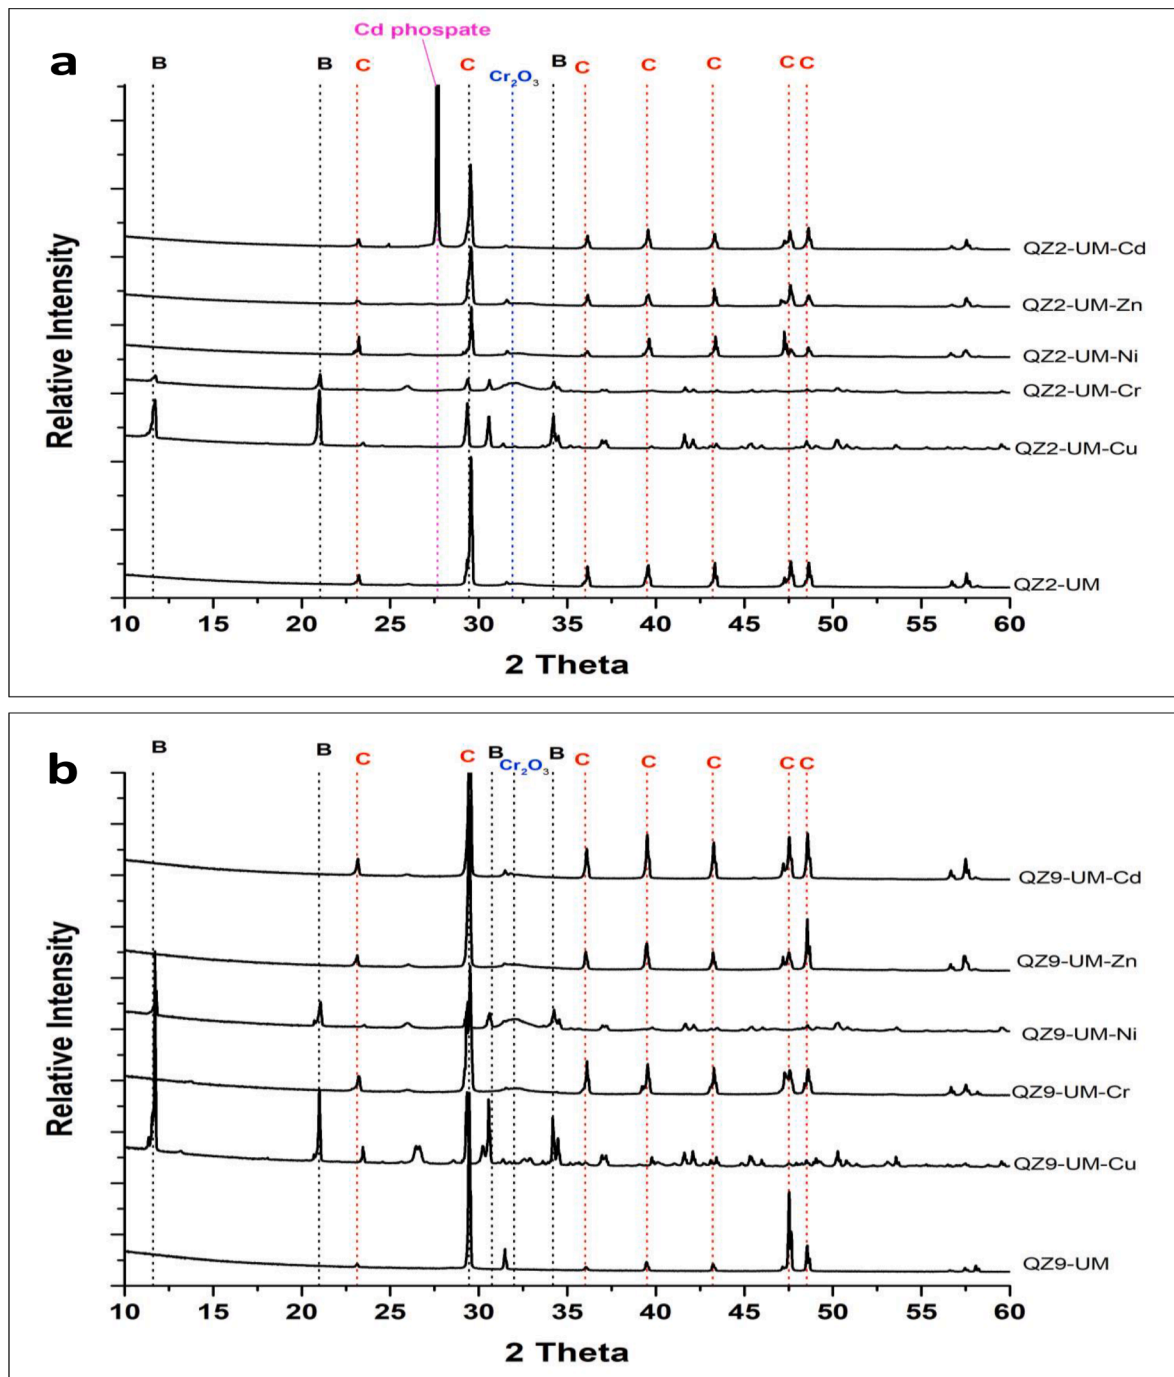 Cd phospate
a
B B C C Cr₂O₃ B C C C C C
Relative Intensity
QZ2-UM-Cd
QZ2-UM-Zn
QZ2-UM-Ni
QZ2-UM-Cr
QZ2-UM-Cu
QZ2-UM
10 15 20 25 30 35 40 45 50 55 60
2 Theta
b
B B C C B Cr₂O₃ B C C C C C
Relative Intensity
QZ9-UM-Cd
QZ9-UM-Zn
QZ9-UM-Ni
QZ9-UM-Cr
QZ9-UM-Cu
QZ9-UM
10 15 20 25 30 35 40 45 50 55 60
2 Theta